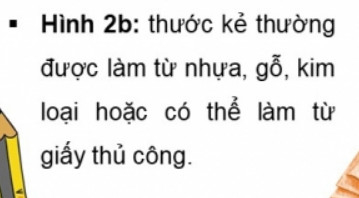 ▪ Hình 2b: thước kẻ thường
được làm từ nhựa, gỗ, kim
loại hoặc có thể làm từ
giấy thủ công.